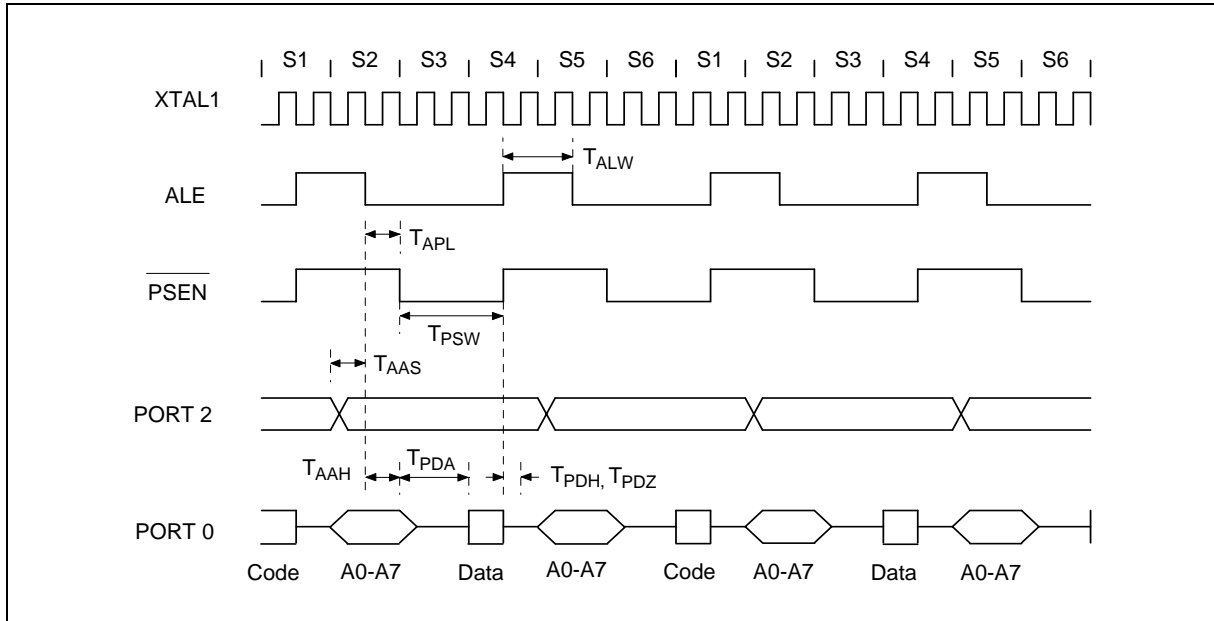 S1 S2 S3 S4 S5 S6 S1 S2 S3 S4 S5 S6
XTAL1
TALW
ALE
TAPL
PSEN
TPSW
TAAS
PORT 2
TAAH TPDA TPDH, TPDZ
PORT 0
Code A0-A7 Data A0-A7 Code A0-A7 Data A0-A7